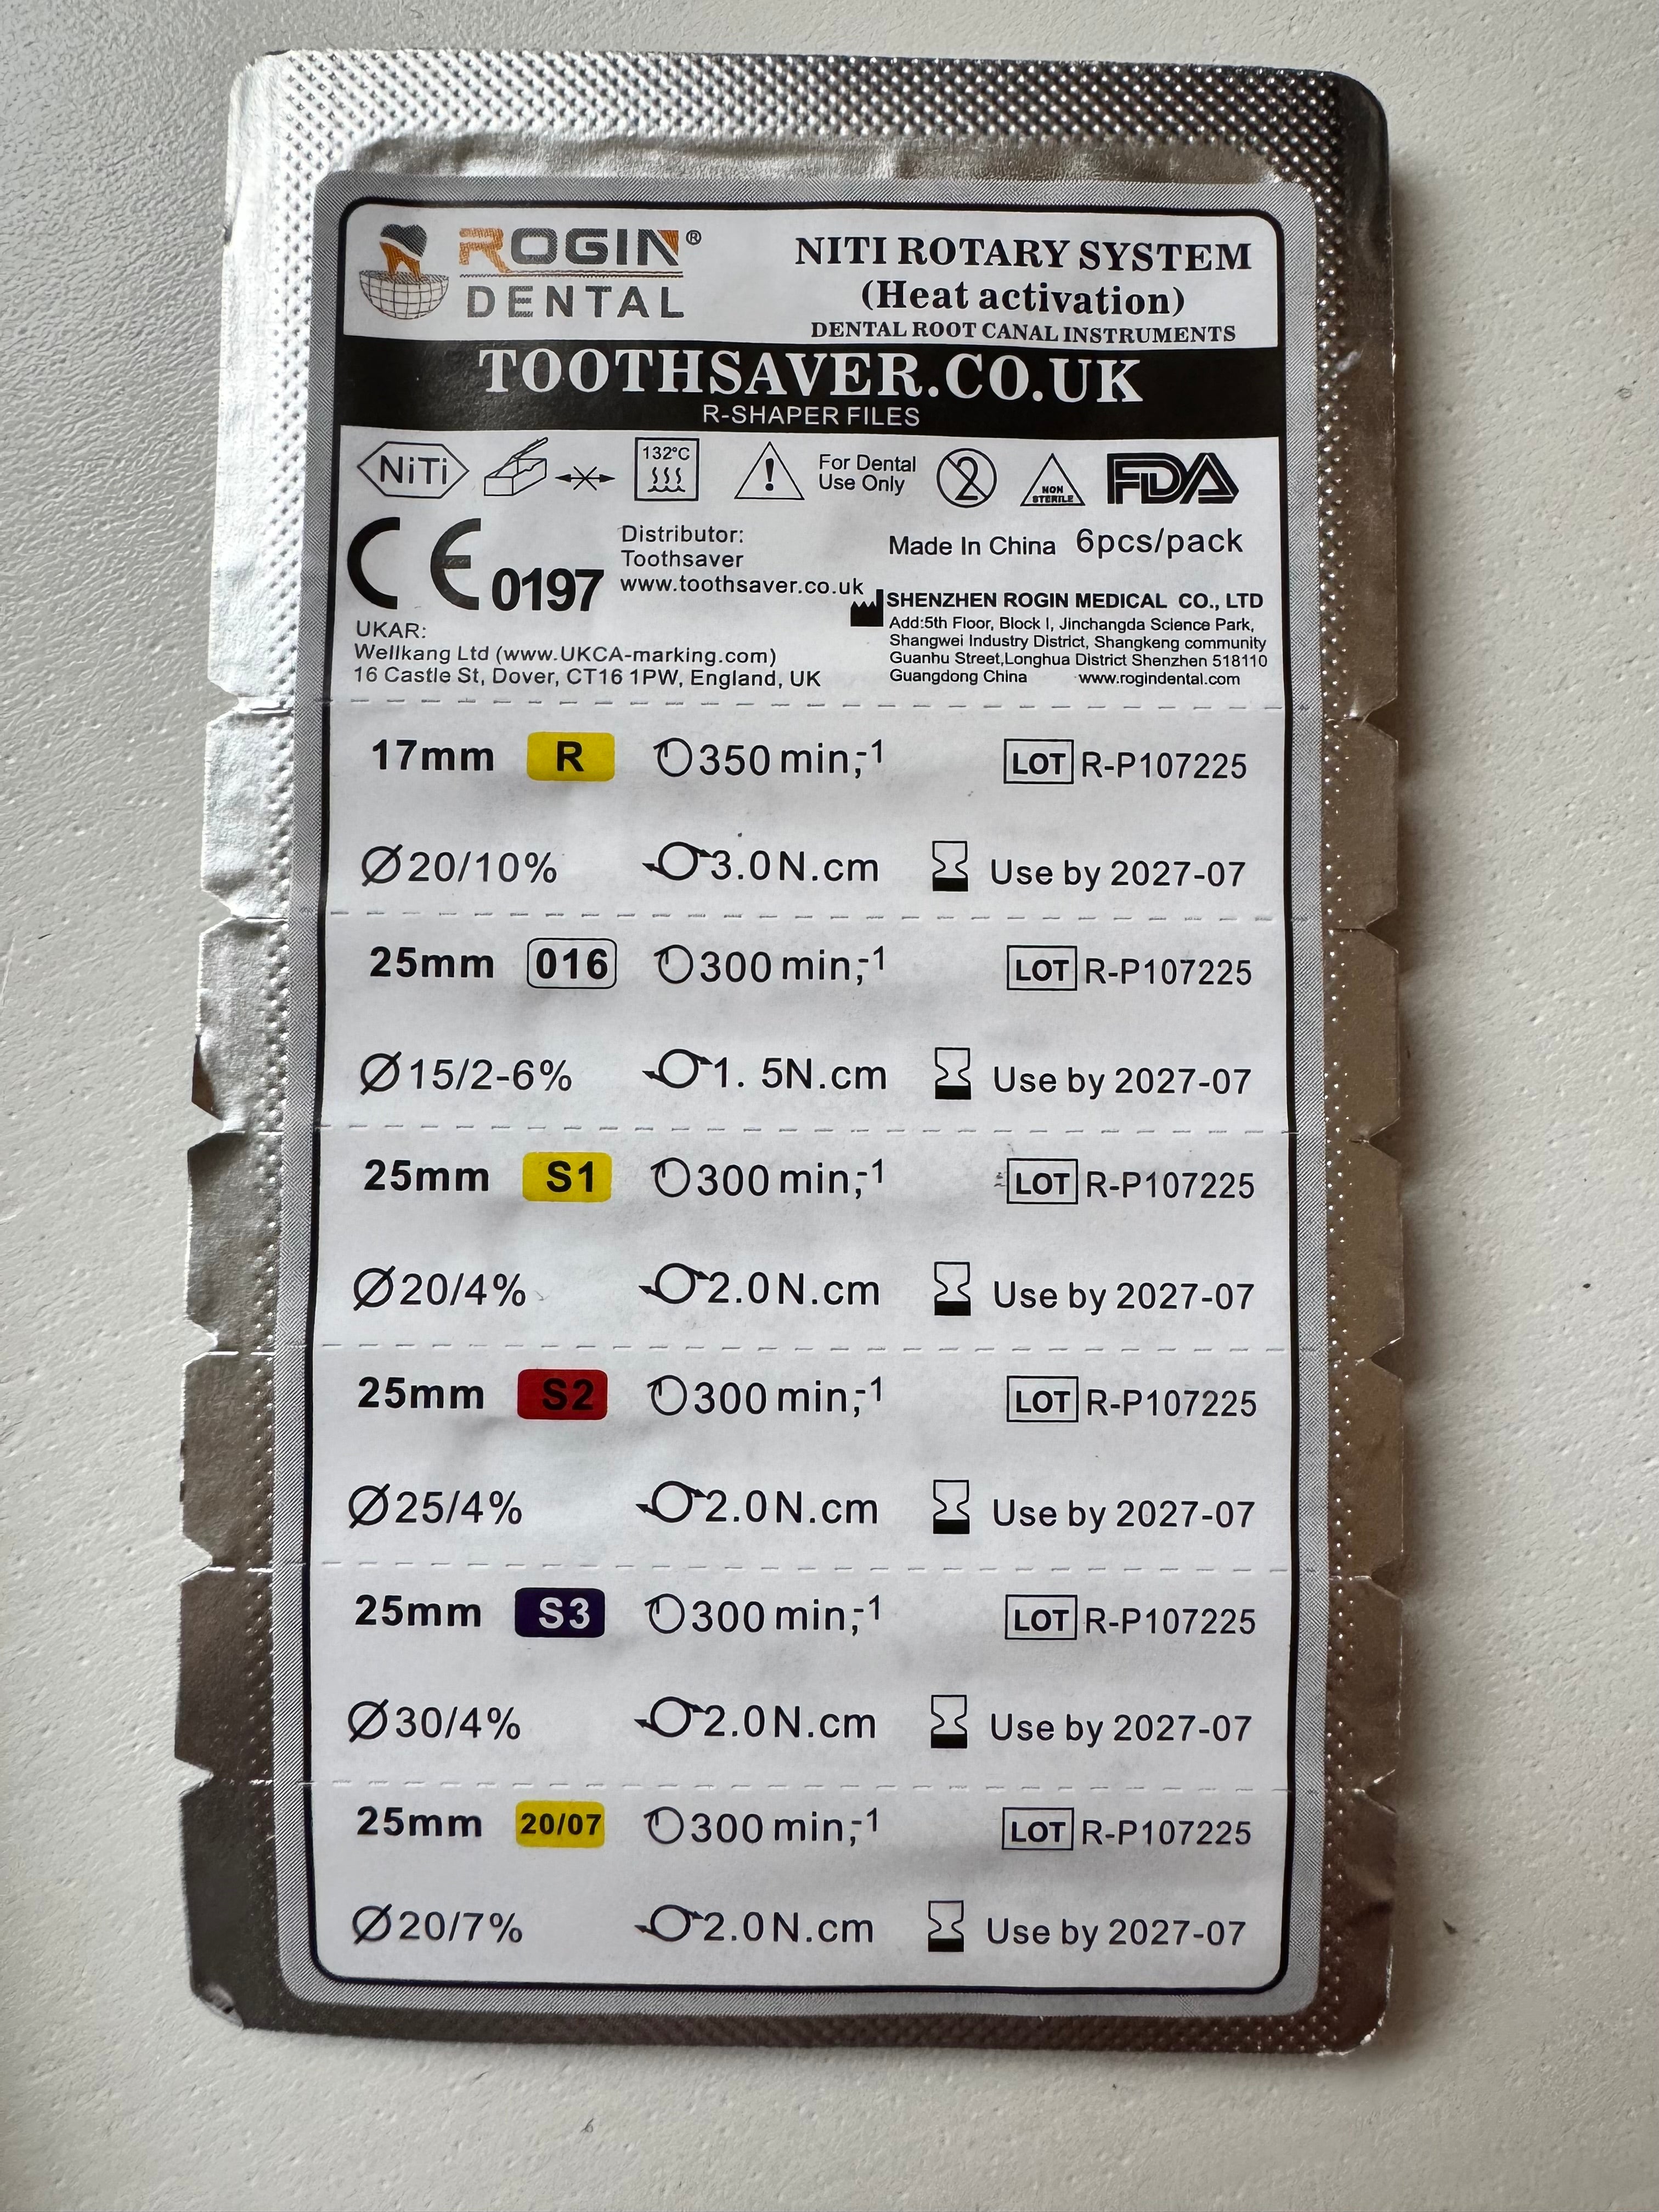 ROGIN®
DENTAL
NITI ROTARY SYSTEM
(Heat activation)
DENTAL ROOT CANAL INSTRUMENTS
TOOTHSAVER.CO.UK
R-SHAPER FILES
NiTi
132°C
!
For Dental
Use Only
2
NON
STERILE
FDA
CE 0197
Distributor:
Toothsaver
www.toothsaver.co.uk
Made In China 6pcs/pack
SHENZHEN ROGIN MEDICAL CO., LTD
Add:5th Floor, Block I, Jinchangda Science Park,
Shangwei Industry District, Shangkeng community
Guanhu Street,Longhua District Shenzhen 518110
Guangdong China www.rogindental.com
UKAR:
Wellkang Ltd (www.UKCA-marking.com)
16 Castle St, Dover, CT16 1PW, England, UK
17mm R 350 min,-1 LOT R-P107225
Ø20/10% 3.0N.cm Use by 2027-07
25mm 016 300 min,-1 LOT R-P107225
Ø15/2-6% 1. 5N.cm Use by 2027-07
25mm S1 300 min,-1 LOT R-P107225
Ø20/4% 2.0N.cm Use by 2027-07
25mm S2 300 min,-1 LOT R-P107225
Ø25/4% 2.0N.cm Use by 2027-07
25mm S3 300 min,-1 LOT R-P107225
Ø30/4% 2.0N.cm Use by 2027-07
25mm 20/07 300 min,-1 LOT R-P107225
Ø20/7% 2.0N.cm Use by 2027-07